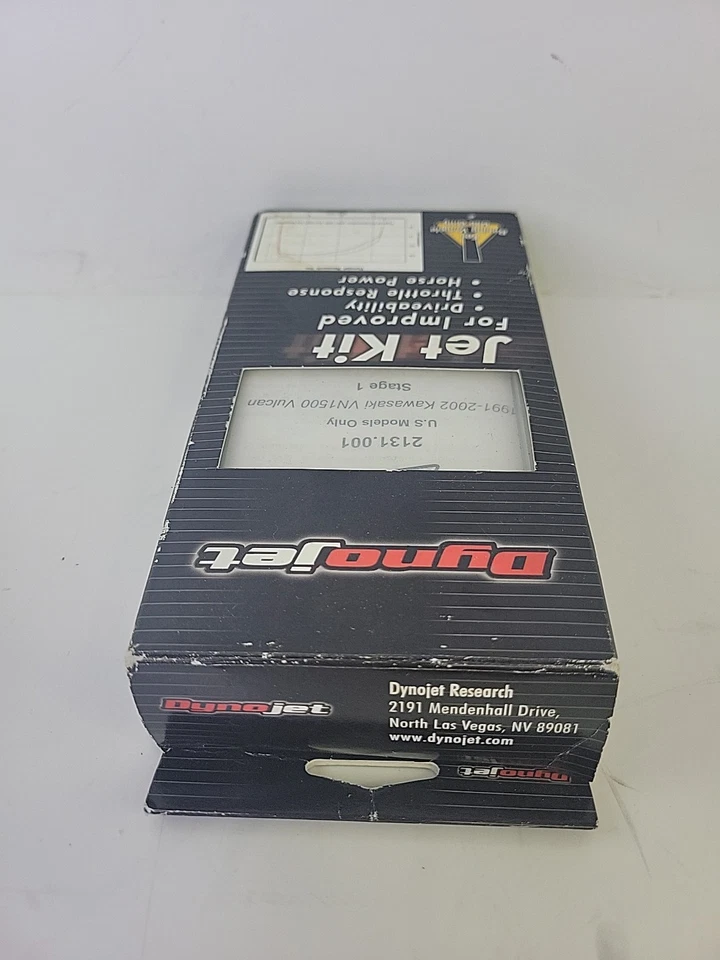 Dynojet
2131.001
U.S Models Only
1991-2002 Kawasaki VN1500 Vulcan
Stage 1
Jet Kit
For Improved
• Driveability
• Throttle Response
• Horse Power
Dynojet
Dynojet Research
2191 Mendenhall Drive,
North Las Vegas, NV 89081
www.dynojet.com
Dynojet